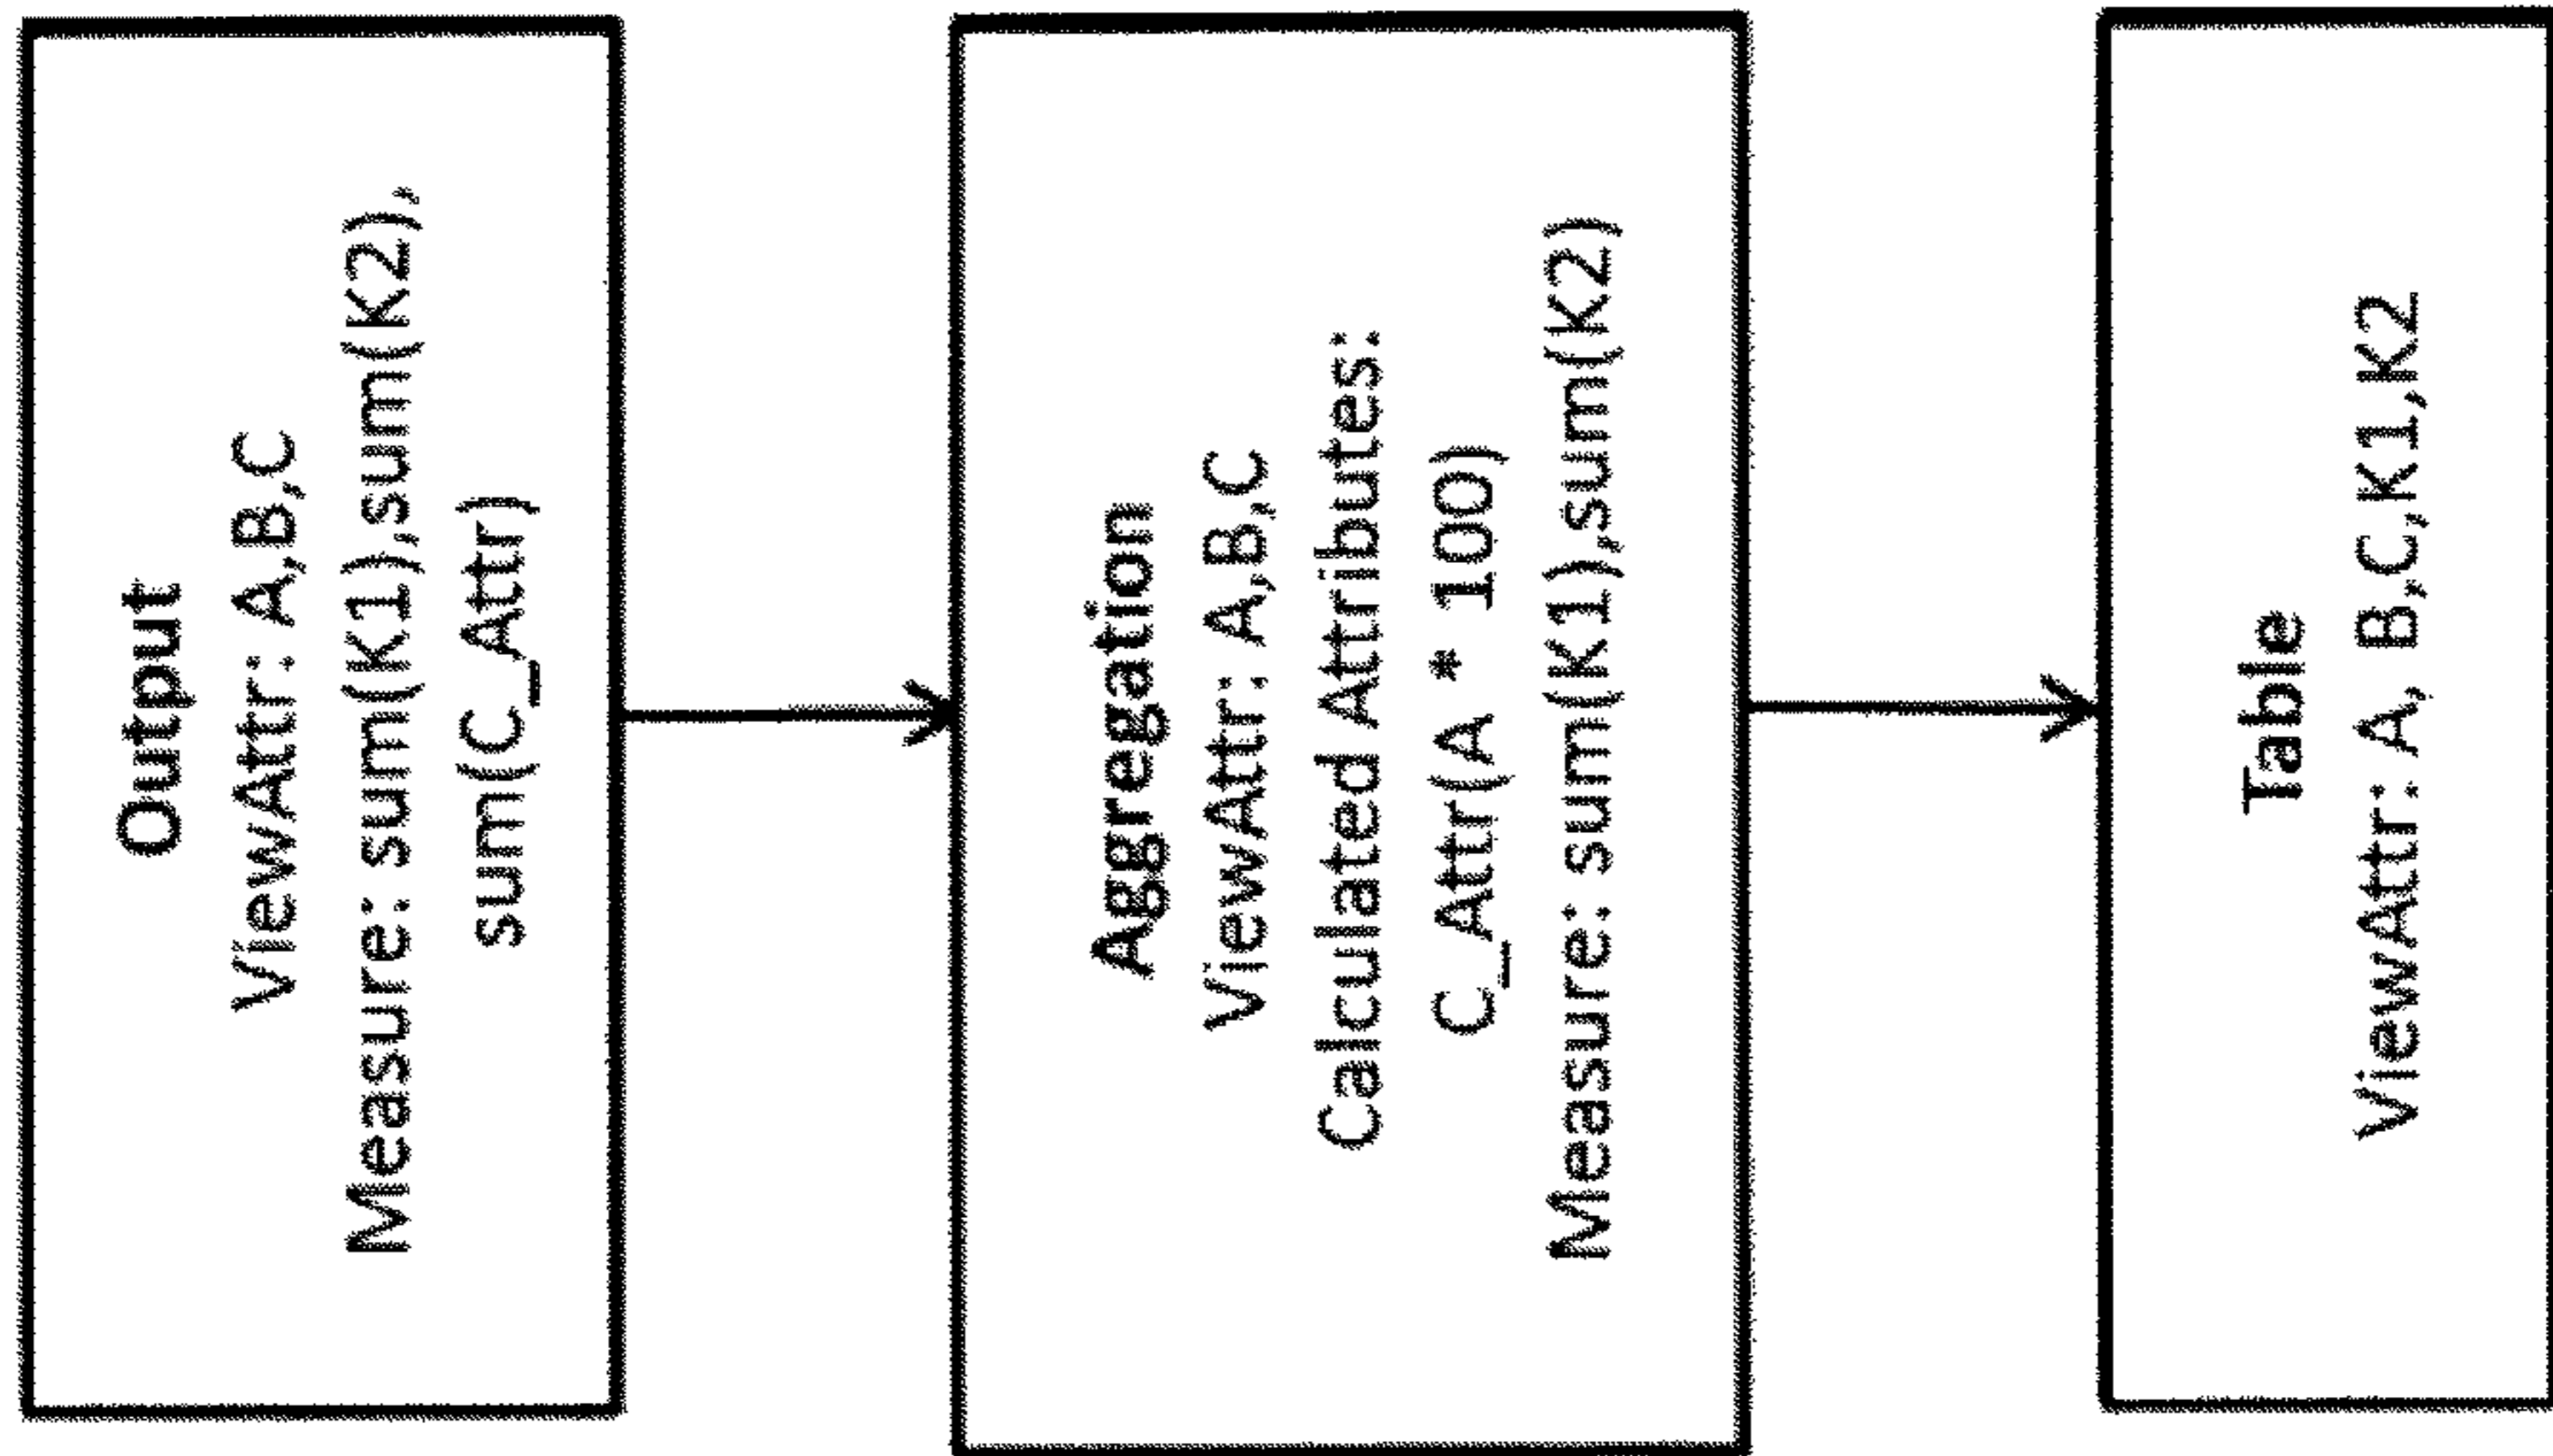 Output
ViewAttr: A,B,C
Measure: sum(K1),sum(K2),
sum(C_Attr)
Aggregation
ViewAttr: A,B,C
Calculated Attributes:
C_Attr(A * 100)
Measure: sum(K1),sum(K2)
Table
ViewAttr: A, B,C,K1,K2